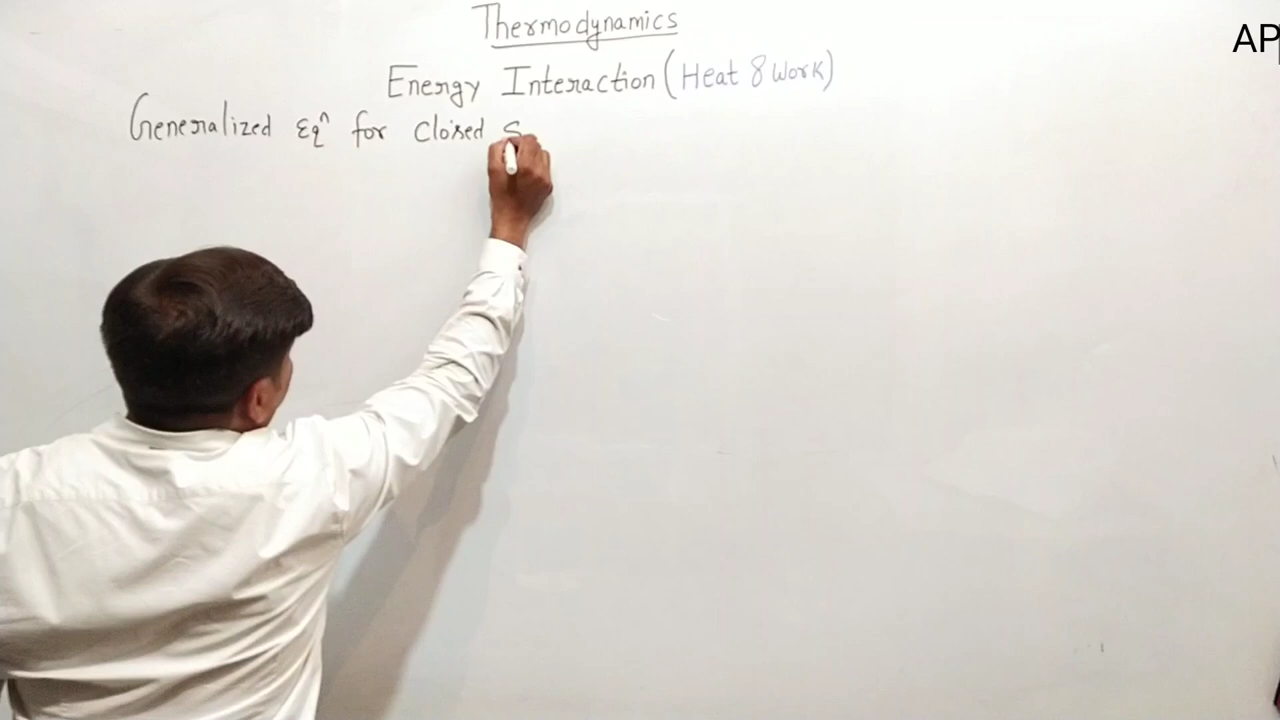 Thermodynamics
AP
Energy Interaction (Heat & Work)
Generalized Eqⁿ for Closed S